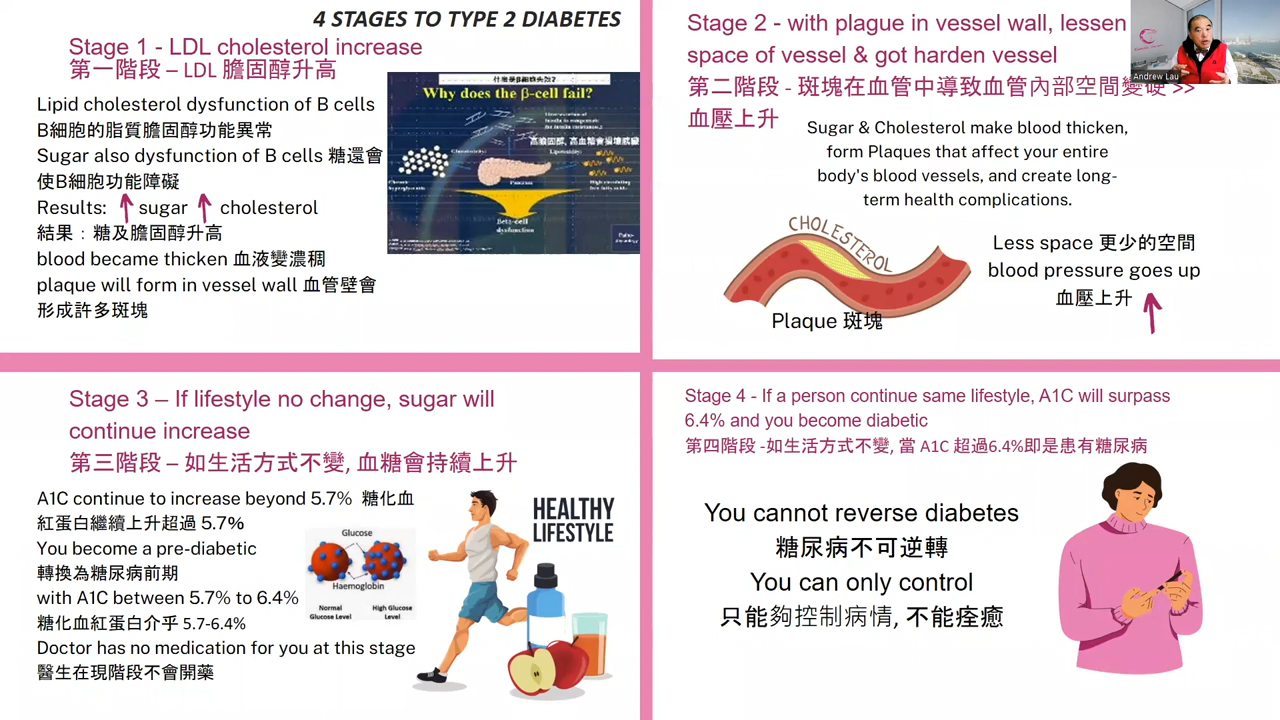 4 STAGES TO TYPE 2 DIABETES
Stage 1 - LDL cholesterol increase
第一階段 – LDL 膽固醇升高
Lipid cholesterol dysfunction of B cells
B細胞的脂質膽固醇功能異常
Sugar also dysfunction of B cells 糖還會
使B細胞功能障礙
Results: sugar cholesterol
結果：糖及膽固醇升高
blood became thicken 血液變濃稠
plaque will form in vessel wall 血管壁會
形成許多斑塊
Why does the β-cell fail?
高膽固醇, 高血糖會損壞胰臟
Pancreas
Beta-cell
dysfunction
Stage 2 - with plague in vessel wall, lessen
space of vessel & got harden vessel
第二階段 - 斑塊在血管中導致血管內部空間變硬 >>
血壓上升
Andrew Lau
Sugar & Cholesterol make blood thicken,
form Plaques that affect your entire
body's blood vessels, and create long-
term health complications.
CHOLESTEROL
Plaque 斑塊
Less space 更少的空間
blood pressure goes up
血壓上升
Stage 3 – If lifestyle no change, sugar will
continue increase
第三階段 – 如生活方式不變, 血糖會持續上升
A1C continue to increase beyond 5.7% 糖化血
紅蛋白繼續上升超過 5.7%
You become a pre-diabetic
轉換為糖尿病前期
with A1C between 5.7% to 6.4%
糖化血紅蛋白介乎 5.7-6.4%
Doctor has no medication for you at this stage
醫生在現階段不會開藥
Glucose
Haemoglobin
Normal
Glucose Level
High Glucose
Level
HEALTHY
LIFESTYLE
Stage 4 - If a person continue same lifestyle, A1C will surpass
6.4% and you become diabetic
第四階段 -如生活方式不變, 當 A1C 超過6.4%即是患有糖尿病
You cannot reverse diabetes
糖尿病不可逆轉
You can only control
只能夠控制病情, 不能痊癒